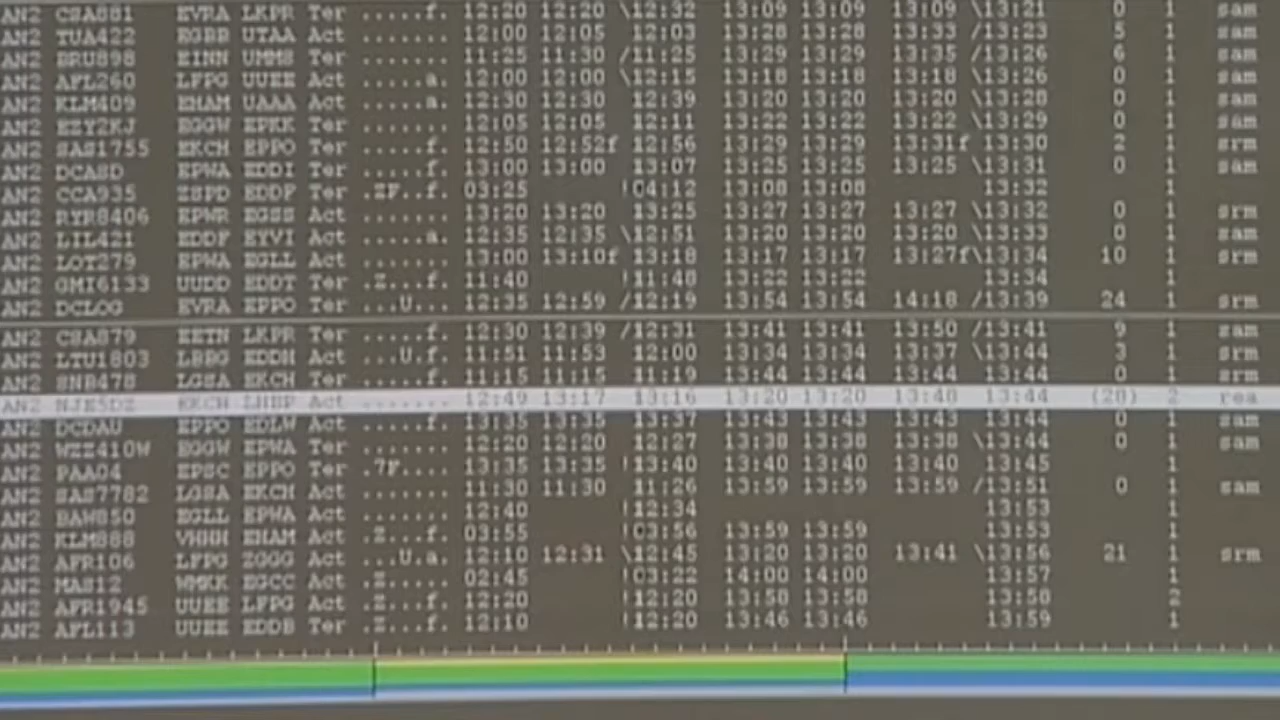 AN2 CSA881 EVRA LKPR Ter .......f. 12:20 12:20 \12:32 13:09 13:09 13:09 \13:21 0 1 sam
AN2 TUA422 EGBB UTAA Act ....... 12:00 12:05 12:03 13:28 13:28 13:33 /13:23 5 1 sam
AN2 BRU898 EINN UMMS Ter ....... 11:25 11:30 /11:25 13:29 13:29 13:35 /13:26 6 1 sam
AN2 AFL260 LFPG UUEE Act .....a. 12:00 12:00 \12:15 13:18 13:18 13:18 \13:26 0 1 sam
AN2 KLM409 EHAM UAAA Act .....a. 12:30 12:30 12:39 13:20 13:20 13:20 \13:28 0 1 sam
AN2 EZY2KJ EGGW EPKK Ter ....... 12:05 12:05 12:11 13:22 13:22 13:22 \13:29 0 1 sam
AN2 SAS1755 EKCH EPPO Ter .....f. 12:50 12:52f 12:56 13:29 13:29 13:31f 13:30 2 1 srm
AN2 DCASD EPWA EDDI Ter .....f. 13:00 13:00 13:07 13:25 13:25 13:25 \13:31 0 1 sam
AN2 CCA935 ZSPD EDDF Ter .ZF..f. 03:25 !04:12 13:08 13:08 13:32 1
AN2 RYR8406 EPWR EGSS Act ....... 13:20 13:20 13:25 13:27 13:27 13:27 \13:32 0 1 srm
AN2 LIL421 EDDF EYVI Act .....a. 12:35 12:35 \12:51 13:20 13:20 13:20 \13:33 0 1 sam
AN2 LOT279 EPWA EGLL Act .....f. 13:00 13:10f 13:18 13:17 13:17 13:27f\13:34 10 1 srm
AN2 GMI6133 UUDD EDDT Ter .Z...f. 11:40 !11:48 13:22 13:22 13:34 1
AN2 DCLOG EVRA EPPO Ter ...U... 12:35 12:59 /12:19 13:54 13:54 14:18 /13:39 24 1 srm
AN2 CSA879 EETN LKPR Ter .....f. 12:30 12:39 /12:31 13:41 13:41 13:50 /13:41 9 1 sam
AN2 LTU1803 LBBG EDDH Act ...U.f. 11:51 11:53 12:00 13:34 13:34 13:37 \13:44 3 1 srm
AN2 SNB478 LGSA EKCH Ter .....f. 11:15 11:15 11:19 13:44 13:44 13:44 13:44 0 1 srm
AN2 NJE5DZ EKCH LHBP Act ....... 12:49 13:17 13:16 13:20 13:20 13:48 13:44 (28) 2 rea
AN2 DCDAU EPPO EDLW Act .....f. 13:35 13:35 13:37 13:43 13:43 13:43 13:44 0 1 sam
AN2 WZZ410W EGGW EPWA Ter ....... 12:20 12:20 12:27 13:38 13:38 13:38 \13:44 0 1 sam
AN2 PAA04 EPSC EPPO Ter .7F.... 13:35 13:35 !13:40 13:40 13:40 13:40 13:45 1
AN2 SAS7782 LGSA EKCH Act ....... 11:30 11:30 11:26 13:59 13:59 13:59 /13:51 0 1 sam
AN2 BAW850 EGLL EPWA Act ....... 12:40 !12:34 13:53 1
AN2 KLM888 VHHH EHAM Act .Z...f. 03:55 !03:56 13:59 13:59 13:53 1
AN2 AFR106 LFPG ZGGG Act ...U.a. 12:10 12:31 \12:45 13:20 13:20 13:41 \13:56 21 1 srm
AN2 MAS12 WMKK EGCC Act .Z..... 02:45 !03:22 14:00 14:00 13:57 1
AN2 AFR1945 UUEE LFPG Act .Z...f. 12:20 !12:20 13:58 13:58 13:58 2
AN2 AFL113 UUEE EDDB Ter .Z...f. 12:10 !12:20 13:46 13:46 13:59 1